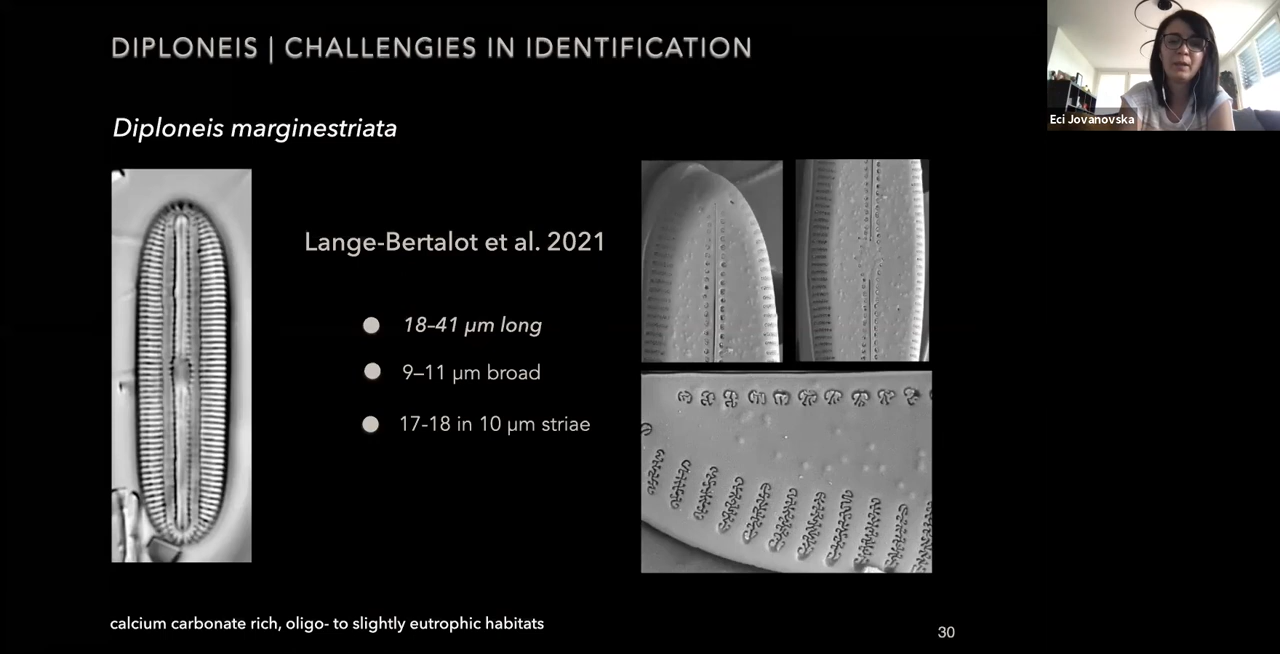 DIPLONEIS | CHALLENGIES IN IDENTIFICATION
Eci Jovanovska
Diploneis marginestriata
Lange-Bertalot et al. 2021
18–41 µm long
9–11 µm broad
17-18 in 10 µm striae
calcium carbonate rich, oligo- to slightly eutrophic habitats
30